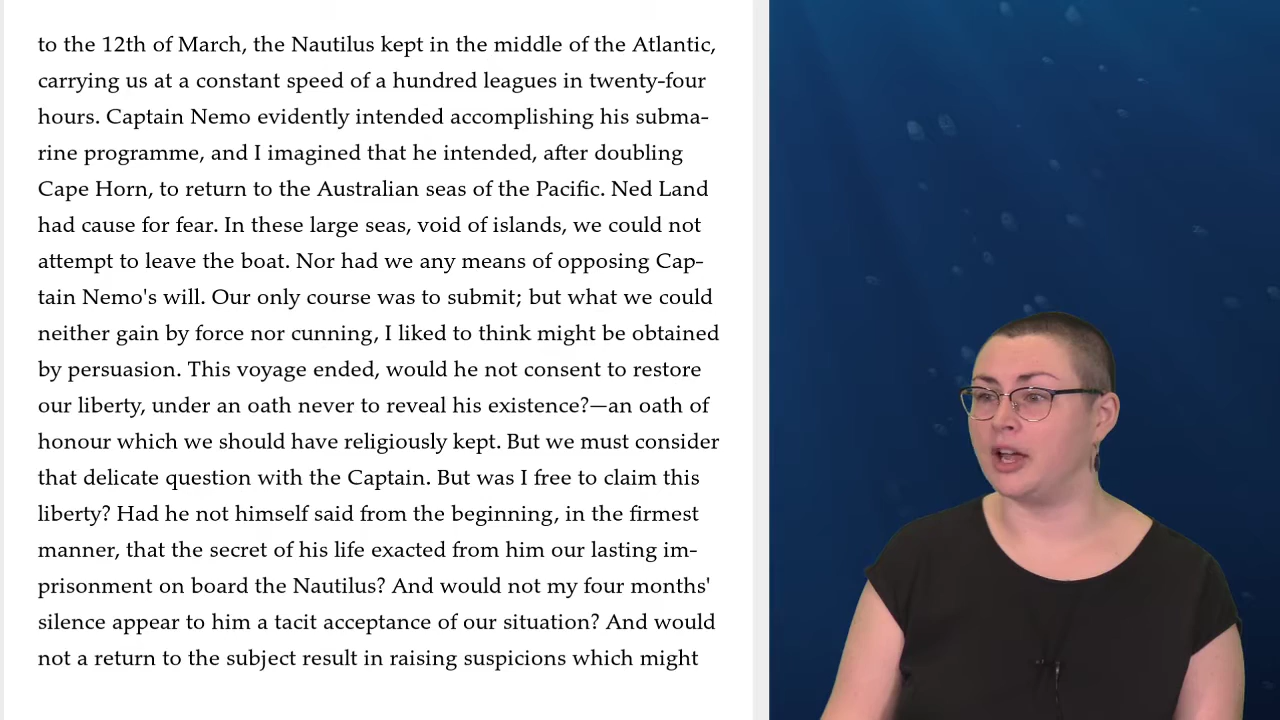 to the 12th of March, the Nautilus kept in the middle of the Atlantic,
carrying us at a constant speed of a hundred leagues in twenty-four
hours. Captain Nemo evidently intended accomplishing his subma-
rine programme, and I imagined that he intended, after doubling
Cape Horn, to return to the Australian seas of the Pacific. Ned Land
had cause for fear. In these large seas, void of islands, we could not
attempt to leave the boat. Nor had we any means of opposing Cap-
tain Nemo's will. Our only course was to submit; but what we could
neither gain by force nor cunning, I liked to think might be obtained
by persuasion. This voyage ended, would he not consent to restore
our liberty, under an oath never to reveal his existence?—an oath of
honour which we should have religiously kept. But we must consider
that delicate question with the Captain. But was I free to claim this
liberty? Had he not himself said from the beginning, in the firmest
manner, that the secret of his life exacted from him our lasting im-
prisonment on board the Nautilus? And would not my four months'
silence appear to him a tacit acceptance of our situation? And would
not a return to the subject result in raising suspicions which might